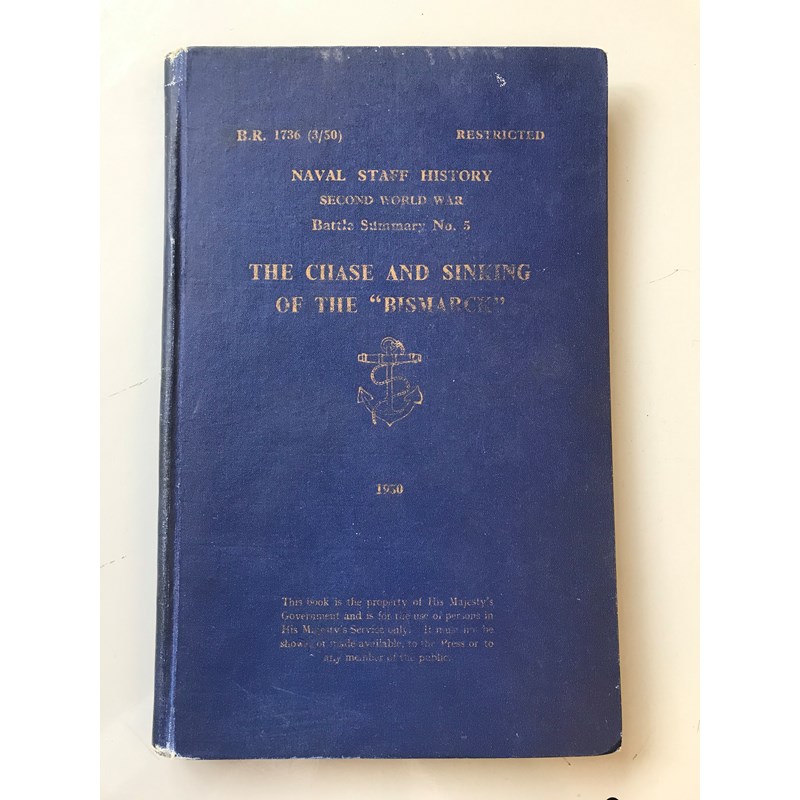 B.R. 1736 (3/50) RESTRICTED
NAVAL STAFF HISTORY
SECOND WORLD WAR
Battle Summary No. 5
THE CHASE AND SINKING
OF THE "BISMARCK"
1950
This book is the property of His Majesty's
Government and is for the use of persons in
His Majesty's Service only. It must not be
shown, or made available, to the Press or to
any member of the public.